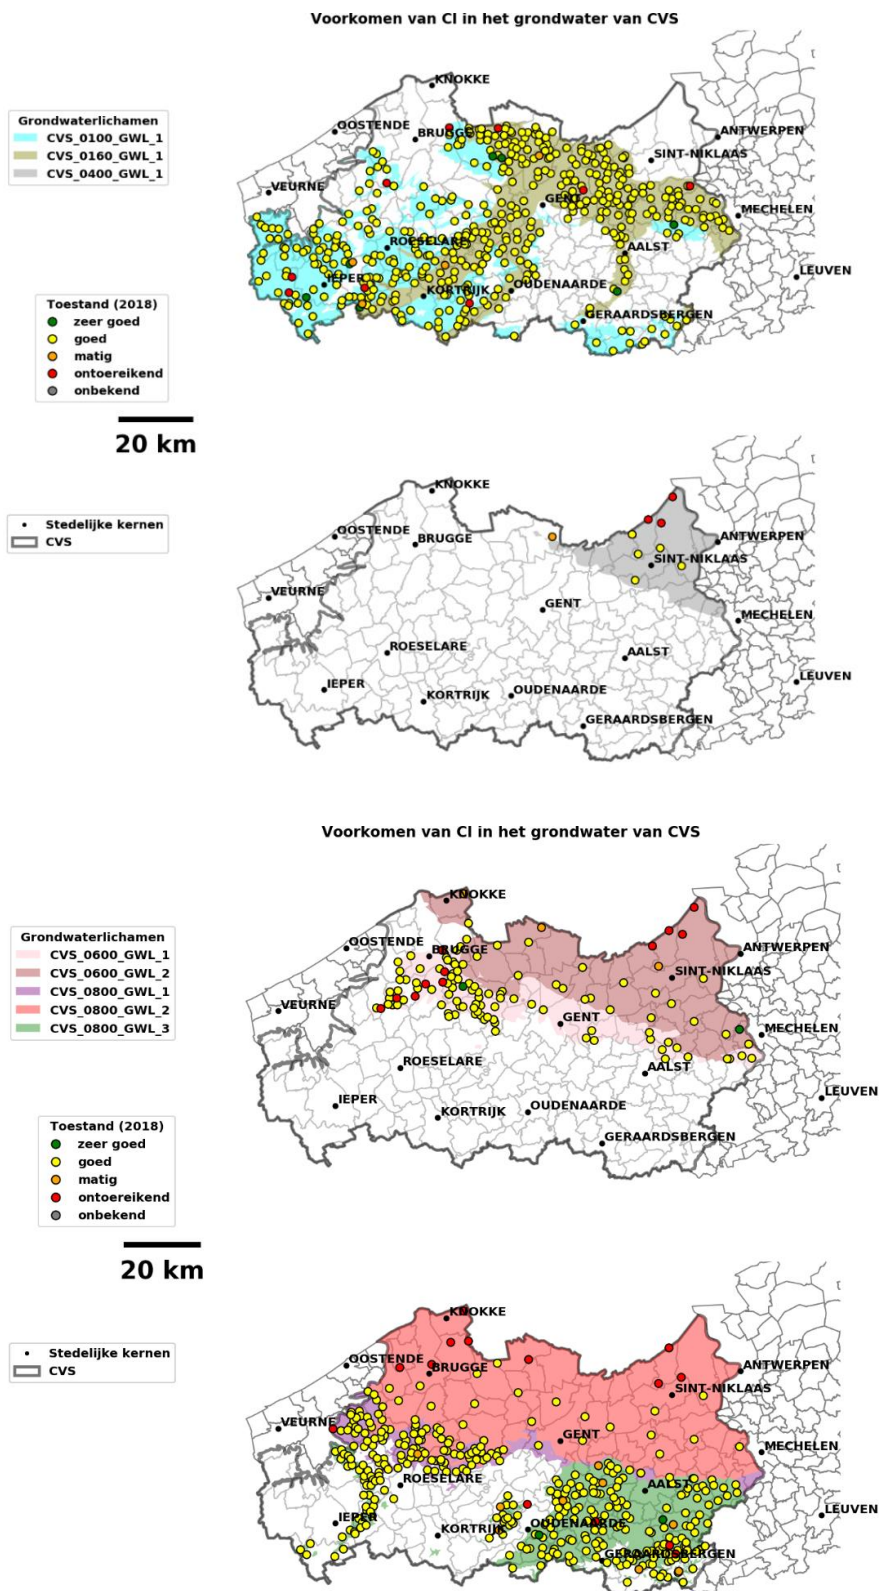 Voorkomen van Cl in het grondwater van CVS
KNOKKE
OOSTENDE
BRUGGE
ANTWERPEN
SINT-NIKLAAS
VEURNE
GENT
MECHELEN
ROESELARE
AALST
LEUVEN
IEPER
KORTRIJK
OUDENAARDE
GERAARDSBERGEN
Grondwaterlichamen
CVS_0100_GWL_1
CVS_0160_GWL_1
CVS_0400_GWL_1
Toestand (2018)
zeer goed
goed
matig
ontoereikend
onbekend
20 km
KNOKKE
OOSTENDE
BRUGGE
ANTWERPEN
SINT-NIKLAAS
VEURNE
GENT
MECHELEN
ROESELARE
AALST
LEUVEN
IEPER
KORTRIJK
OUDENAARDE
GERAARDSBERGEN
Stedelijke kernen
CVS
Voorkomen van Cl in het grondwater van CVS
KNOKKE
OOSTENDE
BRUGGE
ANTWERPEN
SINT-NIKLAAS
VEURNE
GENT
MECHELEN
ROESELARE
AALST
LEUVEN
IEPER
KORTRIJK
OUDENAARDE
GERAARDSBERGEN
Grondwaterlichamen
CVS_0600_GWL_1
CVS_0600_GWL_2
CVS_0800_GWL_1
CVS_0800_GWL_2
CVS_0800_GWL_3
Toestand (2018)
zeer goed
goed
matig
ontoereikend
onbekend
20 km
KNOKKE
OOSTENDE
BRUGGE
ANTWERPEN
SINT-NIKLAAS
VEURNE
GENT
MECHELEN
ROESELARE
AALST
LEUVEN
IEPER
KORTRIJK
OUDENAARDE
GERAARDSBERGEN
Stedelijke kernen
CVS